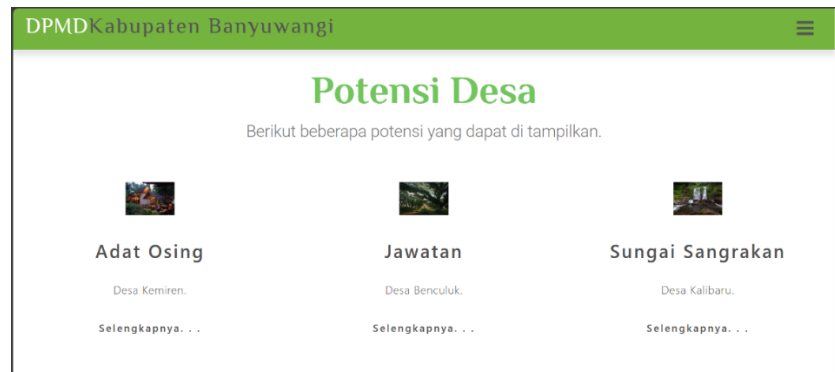 DPMDKabupaten Banyuwangi
Potensi Desa
Berikut beberapa potensi yang dapat di tampilkan.
Adat Osing
Jawatan
Sungai Sangrakan
Desa Kemiren.
Desa Benculuk.
Desa Kalibaru.
Selengkapnya. . .
Selengkapnya. . .
Selengkapnya. . .